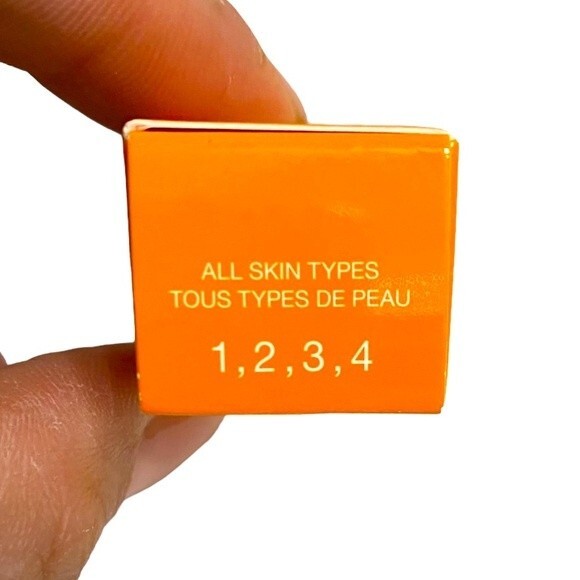 ALL SKIN TYPES
TOUS TYPES DE PEAU
1,2,3,4